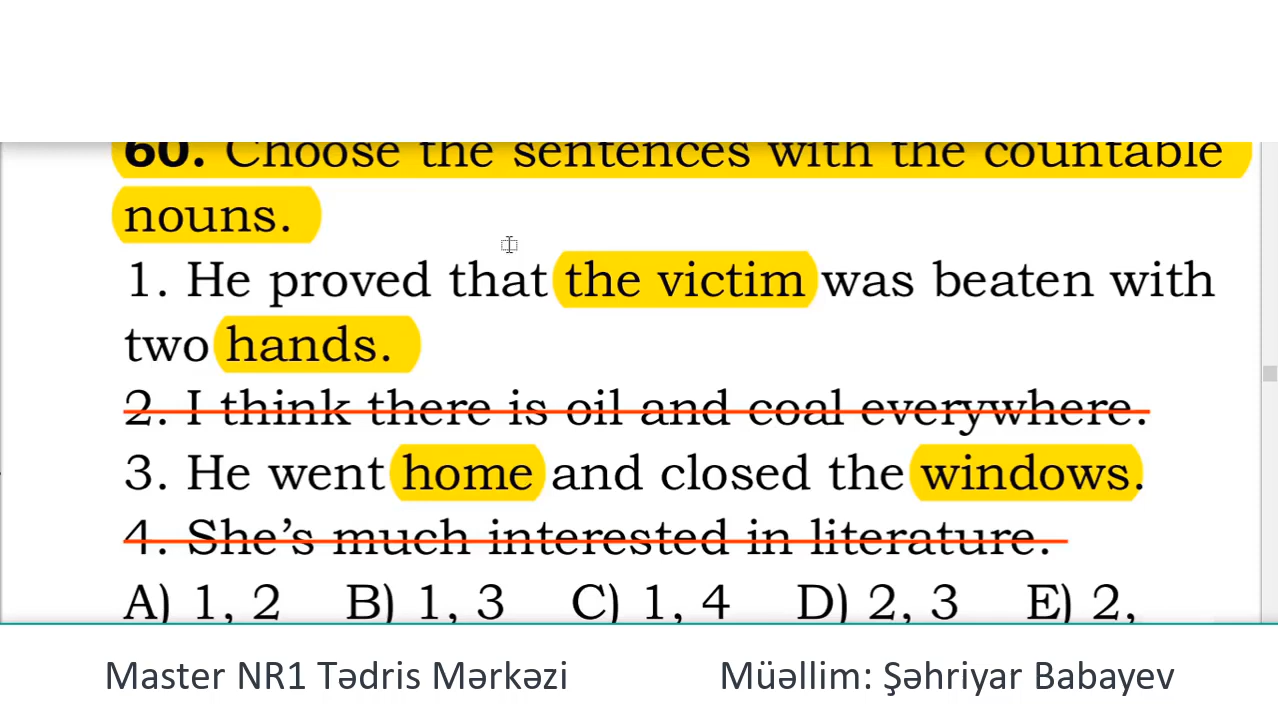 60. Choose the sentences with the countable
nouns.
1. He proved that the victim was beaten with
two hands.
2. I think there is oil and coal everywhere.
3. He went home and closed the windows.
4. She's much interested in literature.
A) 1, 2 B) 1, 3 C) 1, 4 D) 2, 3 E) 2,
Master NR1 Tədris Mərkəzi Müəllim: Şəhriyar Babayev